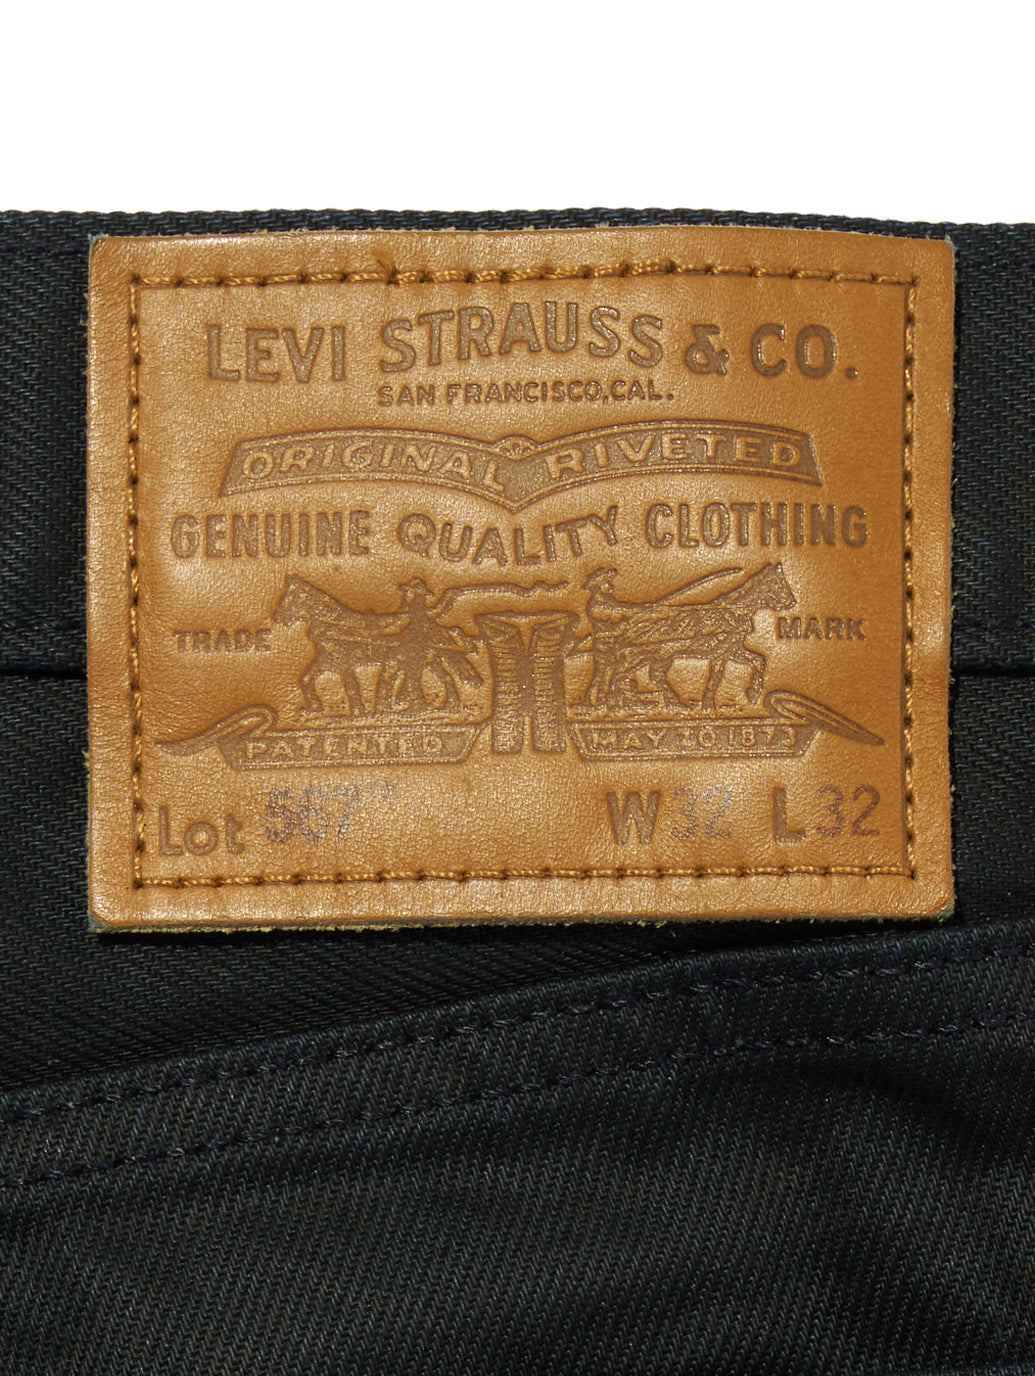 LEVI STRAUSS & CO.
SAN FRANCISCO, CAL.
ORIGINAL RIVETED
GENUINE QUALITY CLOTHING
TRADE MARK
PATENTED MAY 20 1873
Lot 567 W32 L32